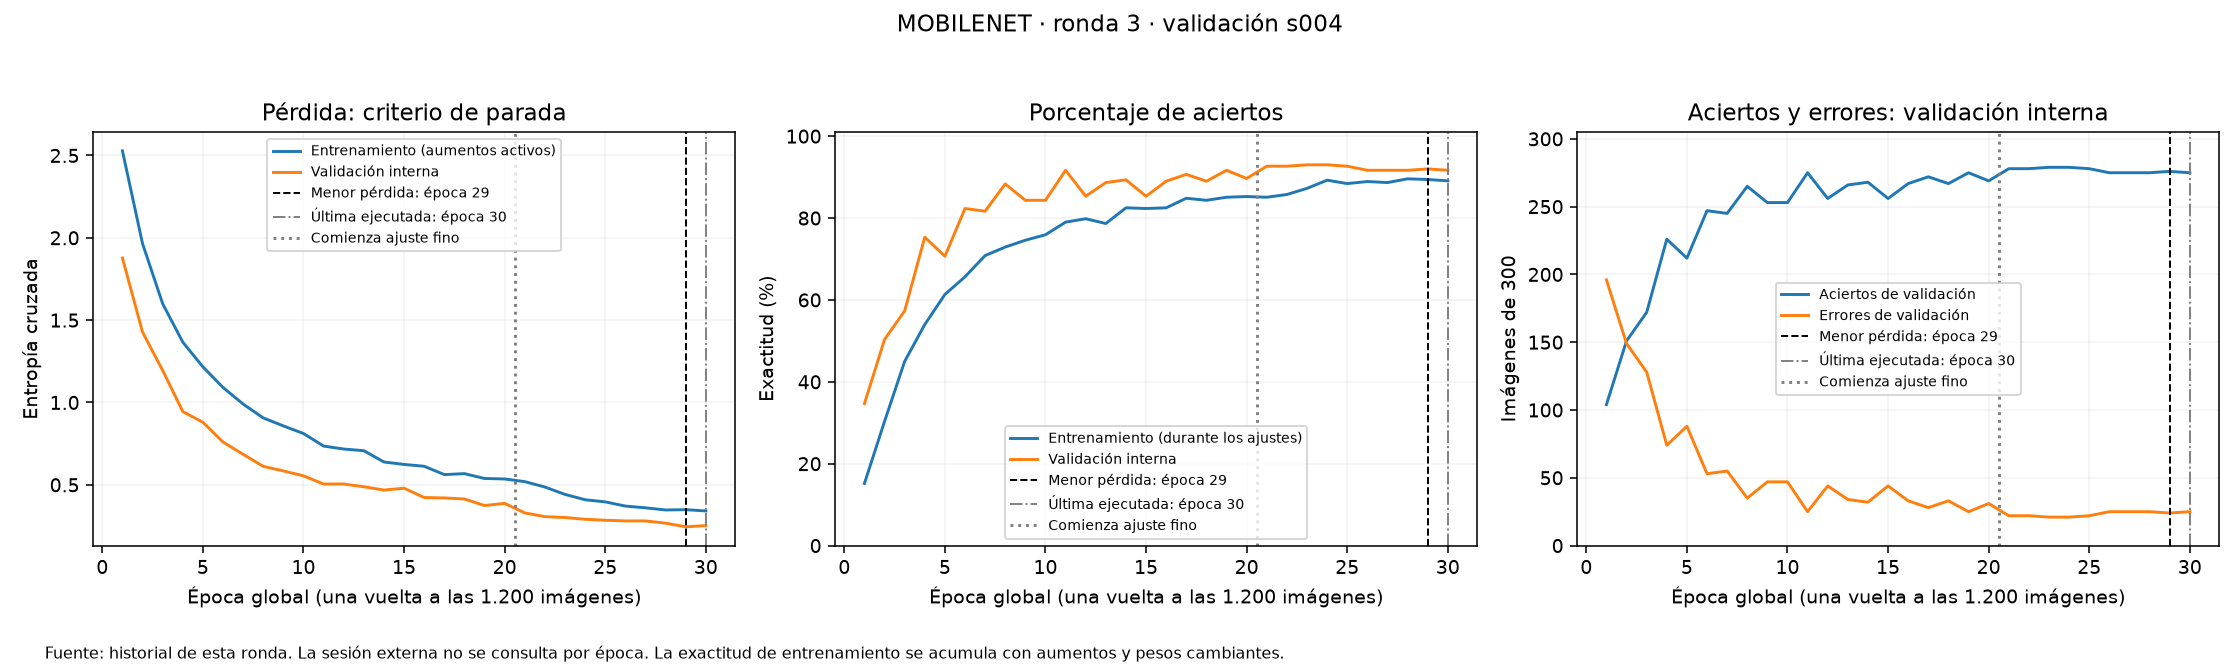 MOBILENET · ronda 3 · validación s004
Pérdida: criterio de parada
Entropía cruzada
2.5
2.0
1.5
1.0
0.5
Entrenamiento (aumentos activos)
Validación interna
Menor pérdida: época 29
Última ejecutada: época 30
Comienza ajuste fino
0 5 10 15 20 25 30
Época global (una vuelta a las 1.200 imágenes)
Porcentaje de aciertos
Exactitud (%)
100
80
60
40
20
0
Entrenamiento (durante los ajustes)
Validación interna
Menor pérdida: época 29
Última ejecutada: época 30
Comienza ajuste fino
0 5 10 15 20 25 30
Época global (una vuelta a las 1.200 imágenes)
Aciertos y errores: validación interna
Imágenes de 300
300
250
200
150
100
50
0
Aciertos de validación
Errores de validación
Menor pérdida: época 29
Última ejecutada: época 30
Comienza ajuste fino
0 5 10 15 20 25 30
Época global (una vuelta a las 1.200 imágenes)
Fuente: historial de esta ronda. La sesión externa no se consulta por época. La exactitud de entrenamiento se acumula con aumentos y pesos cambiantes.